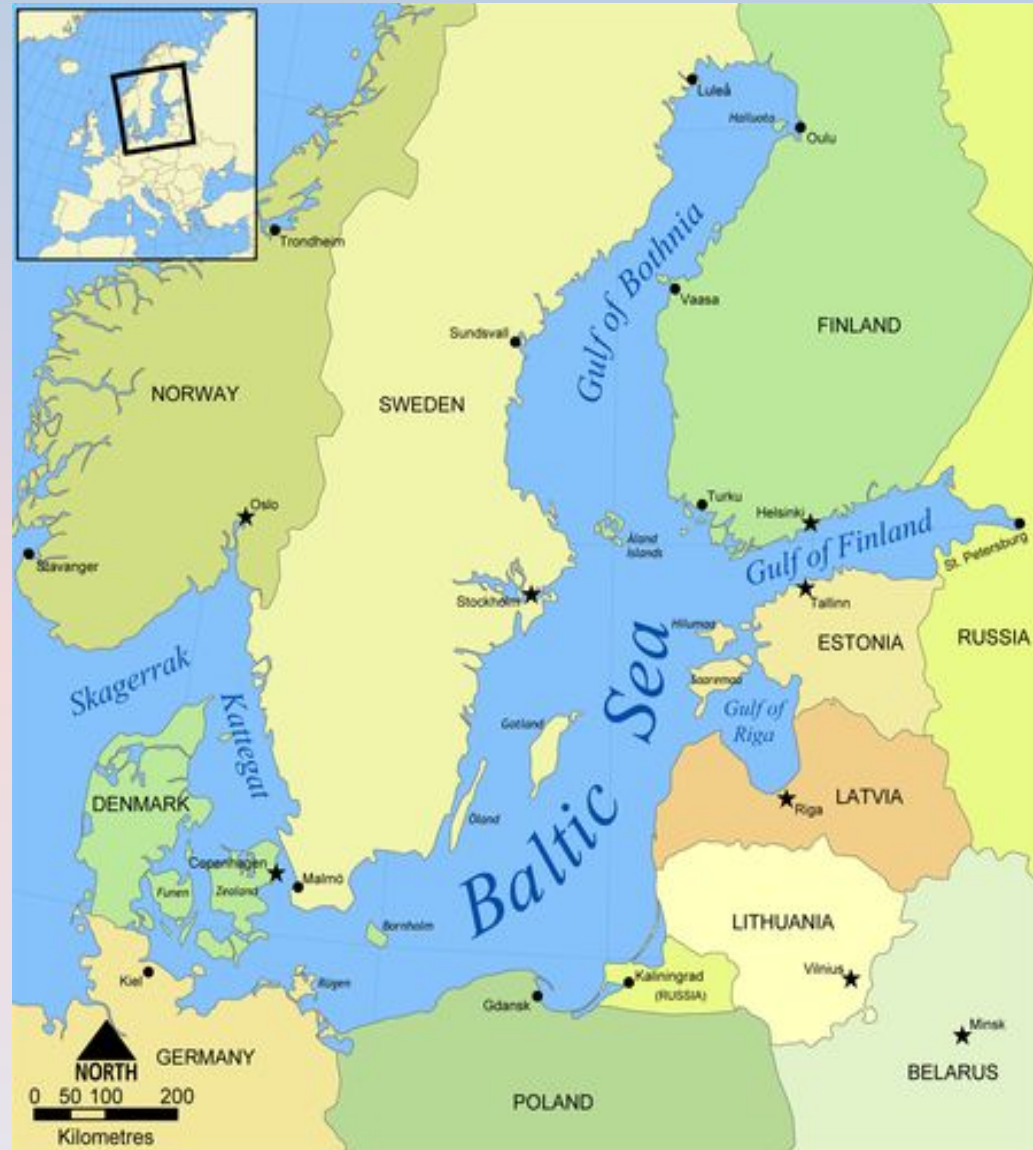 Luleå
Hailuoto
Oulu
Trondheim
Gulf of Bothnia
Vaasa
FINLAND
Sundsvall
NORWAY
SWEDEN
Turku
Helsinki
Oslo
Åland
Islands
Gulf of Finland
St. Petersburg
Stavanger
Stockholm
Tallinn
Hiiumaa
ESTONIA
RUSSIA
Skagerrak
Saaremaa
Kattegat
Gotland
Gulf of
Riga
Baltic Sea
DENMARK
Riga
LATVIA
Öland
Copenhagen
Malmö
Funen
Zealand
Bornholm
LITHUANIA
Vilnius
Kiel
Rügen
Gdansk
Kaliningrad
(RUSSIA)
Minsk
GERMANY
NORTH
BELARUS
POLAND
0 50 100 200
Kilometres